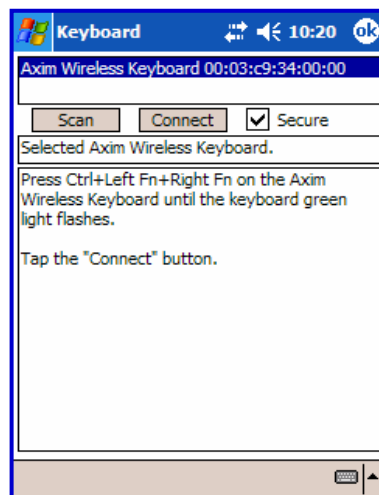 Keyboard 10:20 ok
Axim Wireless Keyboard 00:03:c9:34:00:00
Scan Connect Secure
Selected Axim Wireless Keyboard.
Press Ctrl+Left Fn+Right Fn on the Axim
Wireless Keyboard until the keyboard green
light flashes.
Tap the "Connect" button.